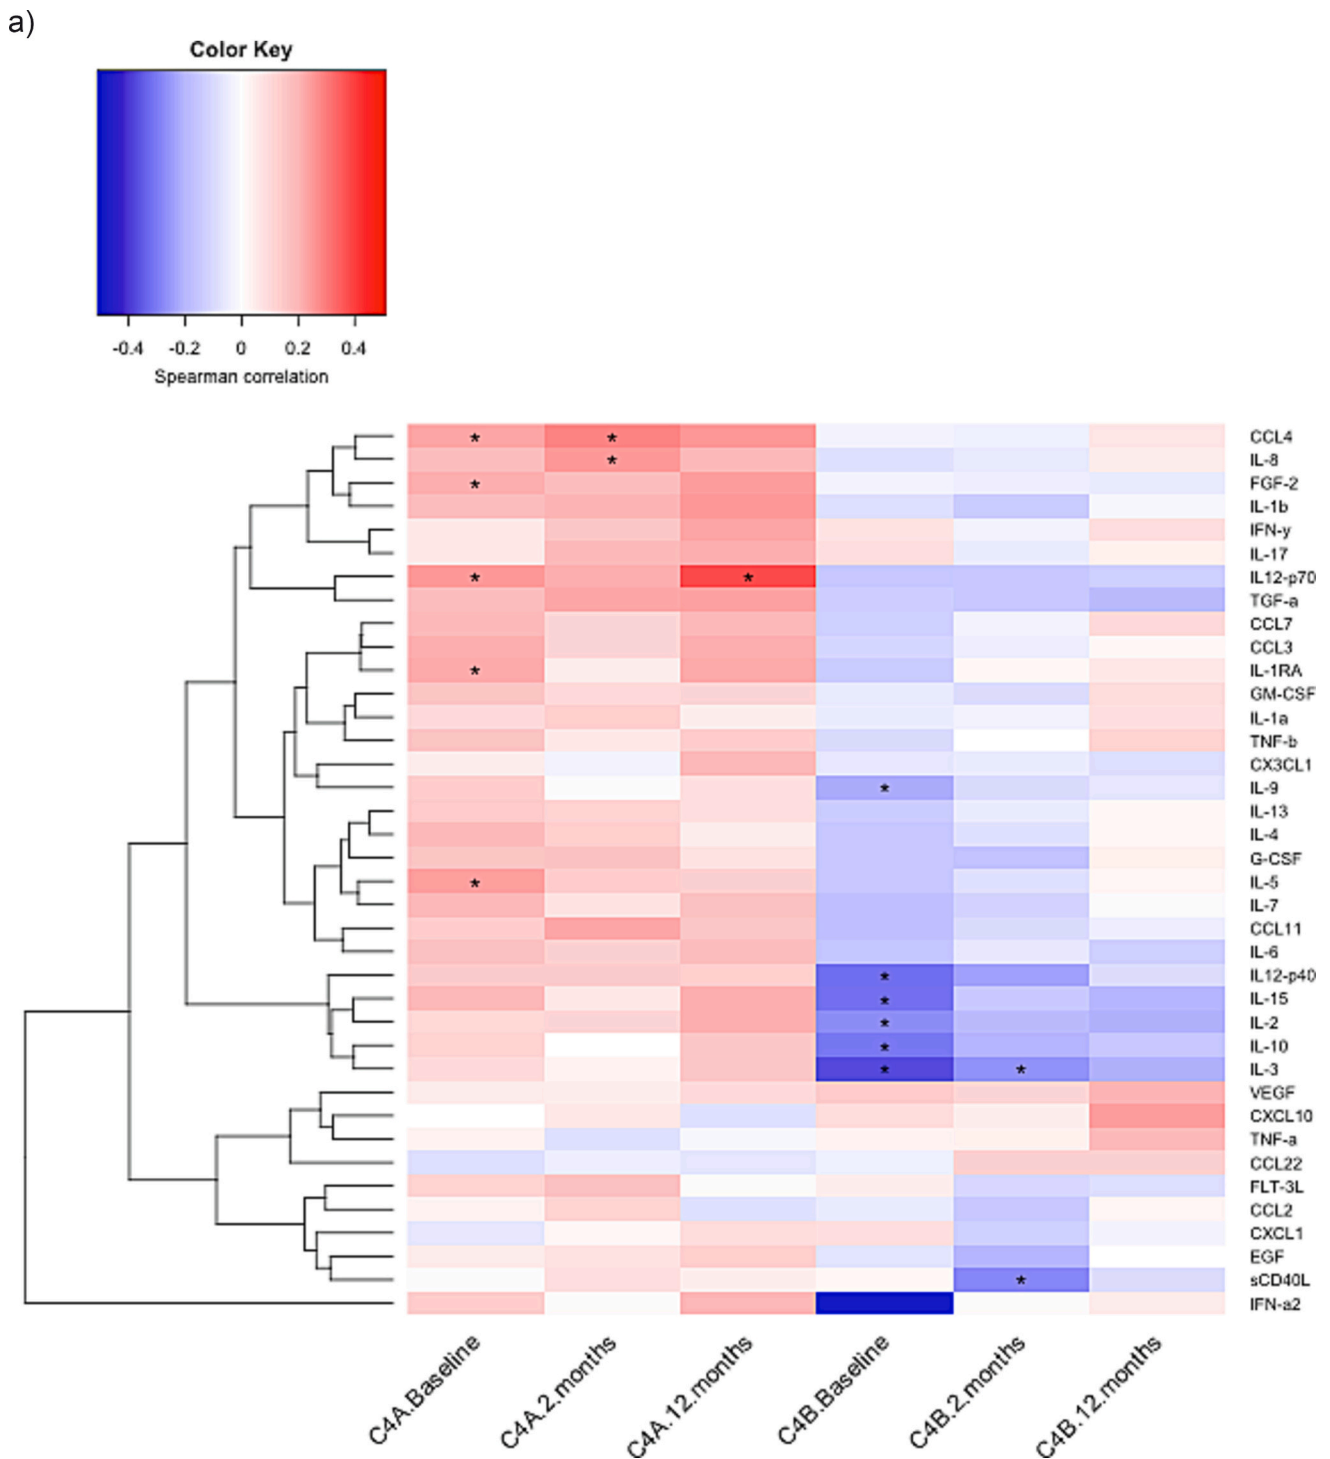 a)
Color Key
-0.4 -0.2 0 0.2 0.4
Spearman correlation
* * CCL4
* IL-8
* FGF-2
IL-1b
IFN-y
IL-17
* * IL12-p70
TGF-a
CCL7
CCL3
* IL-1RA
GM-CSF
IL-1a
TNF-b
CX3CL1
* IL-9
IL-13
IL-4
G-CSF
* IL-5
IL-7
CCL11
IL-6
* IL12-p40
* IL-15
* IL-2
* IL-10
* * IL-3
VEGF
CXCL10
TNF-a
CCL22
FLT-3L
CCL2
CXCL1
EGF
* sCD40L
IFN-a2
C4A.Baseline
C4A.2.months
C4A.12.months
C4B.Baseline
C4B.2.months
C4B.12.months